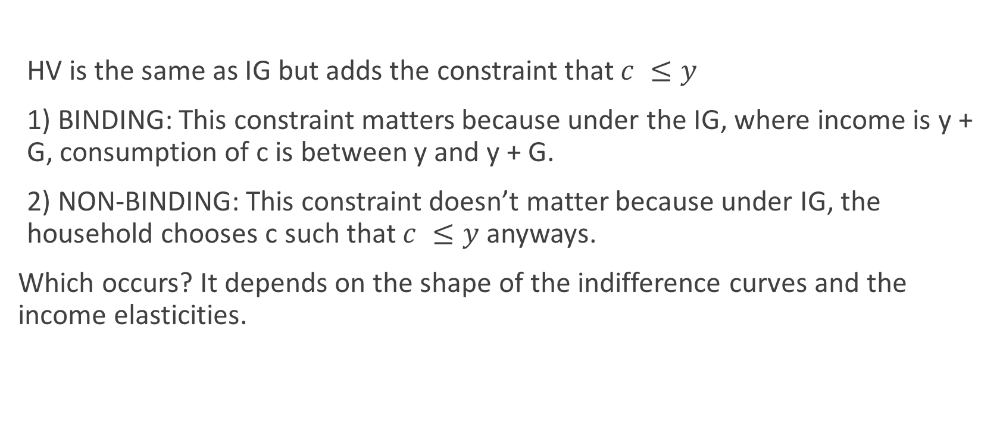 HV is the same as IG but adds the constraint that c ≤ y
1) BINDING: This constraint matters because under the IG, where income is y +
G, consumption of c is between y and y + G.
2) NON-BINDING: This constraint doesn’t matter because under IG, the
household chooses c such that c ≤ y anyways.
Which occurs? It depends on the shape of the indifference curves and the
income elasticities.